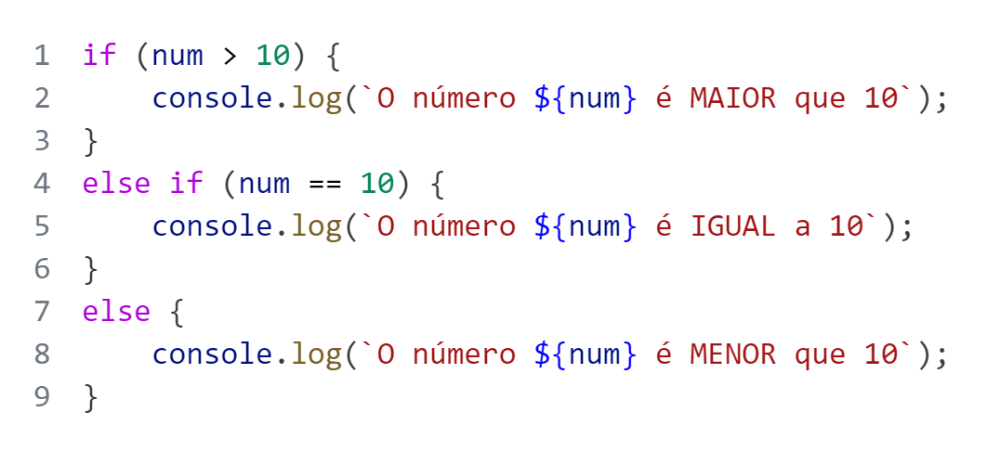 1 if (num > 10) {
2     console.log(`O número ${num} é MAIOR que 10`);
3 }
4 else if (num == 10) {
5     console.log(`O número ${num} é IGUAL a 10`);
6 }
7 else {
8     console.log(`O número ${num} é MENOR que 10`);
9 }